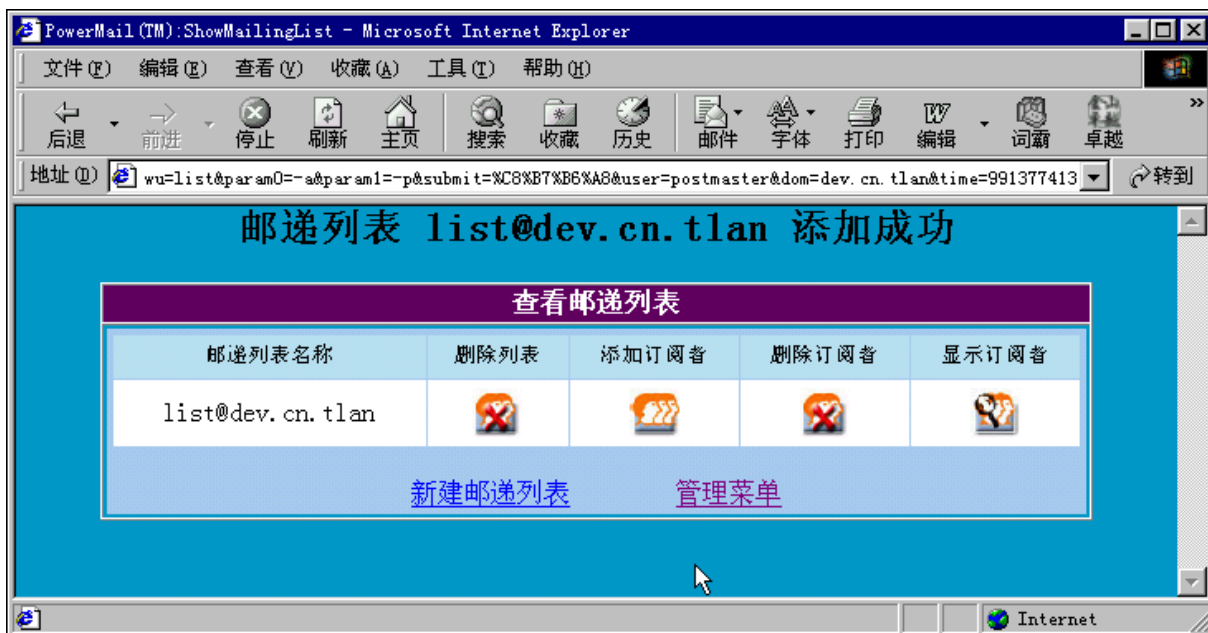 PowerMail(TM):ShowMailingList - Microsoft Internet Explorer
文件(F) 编辑(E) 查看(V) 收藏(A) 工具(T) 帮助(H)
后退 前进 停止 刷新 主页 搜索 收藏 历史 邮件 字体 打印 编辑 词霸 卓越 »
地址(D) wu=list&param0=-a&param1=-p&submit=%C8%B7%B6%A8&user=postmaster&dom=dev.cn.tlan&time=991377413 转到
邮递列表 list@dev.cn.tlan 添加成功
查看邮递列表
邮递列表名称 删除列表 添加订阅者 删除订阅者 显示订阅者
list@dev.cn.tlan
新建邮递列表 管理菜单
Internet